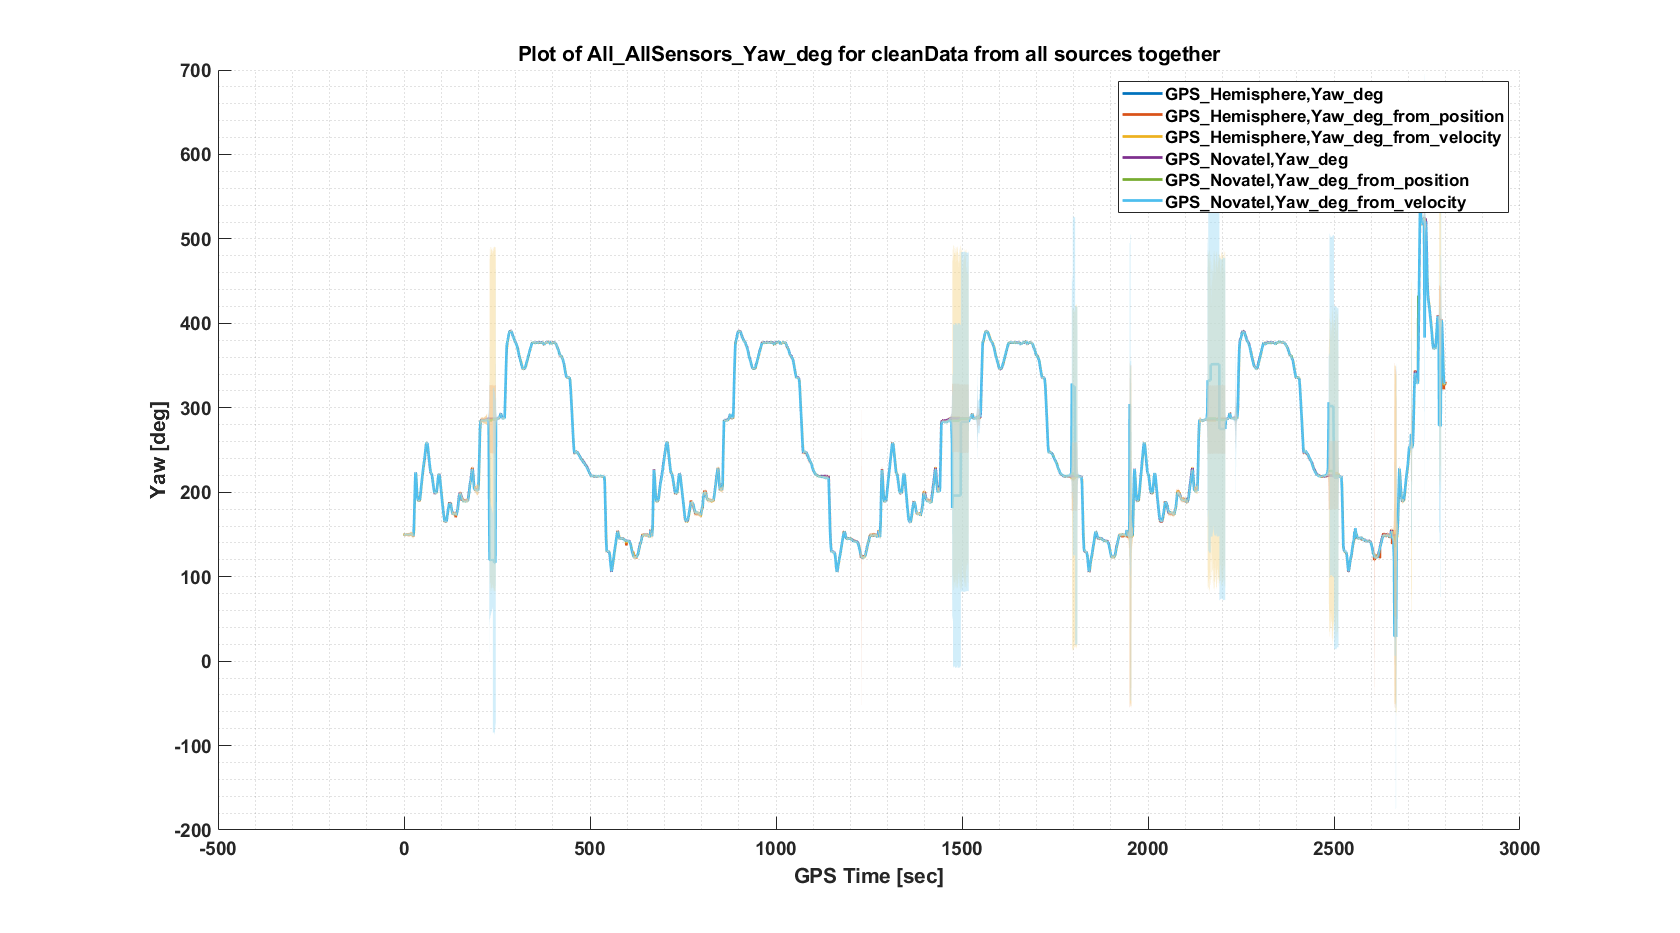 Plot of All_AllSensors_Yaw_deg for cleanData from all sources together
700
600
500
400
300
200
100
0
-100
-200
Yaw [deg]
GPS_Hemisphere,Yaw_deg
GPS_Hemisphere,Yaw_deg_from_position
GPS_Hemisphere,Yaw_deg_from_velocity
GPS_Novatel,Yaw_deg
GPS_Novatel,Yaw_deg_from_position
GPS_Novatel,Yaw_deg_from_velocity
-500 0 500 1000 1500 2000 2500 3000
GPS Time [sec]